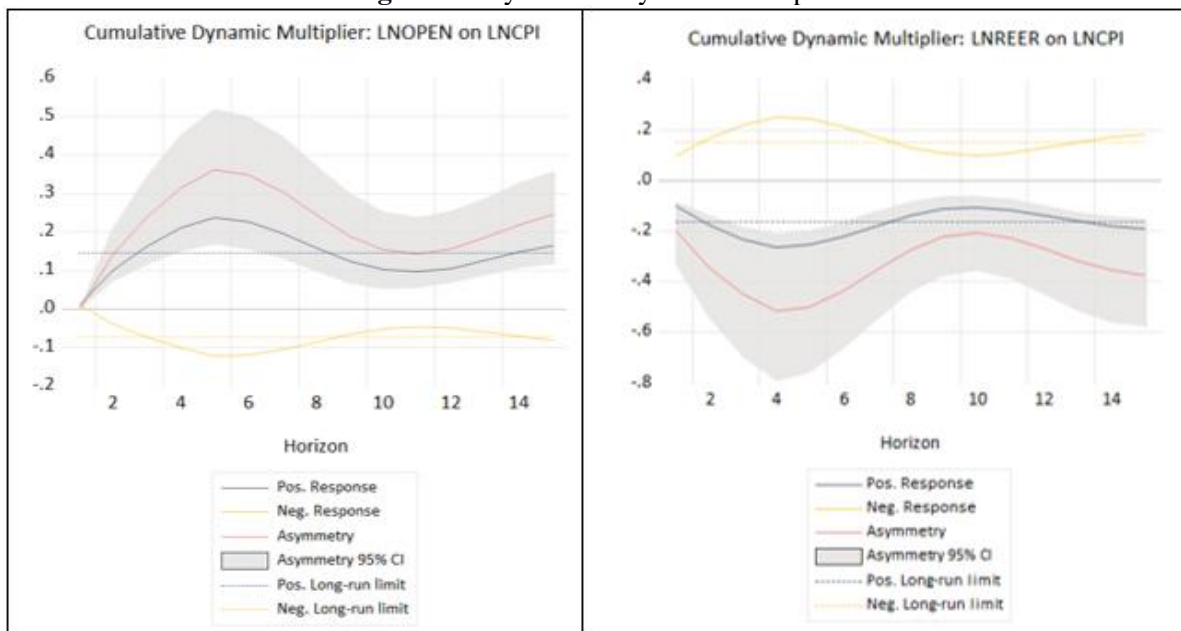 Cumulative Dynamic Multiplier: LNOPEN on LNCPI
.6
.5
.4
.3
.2
.1
.0
-.1
-.2
2 4 6 8 10 12 14
Horizon
Pos. Response
Neg. Response
Asymmetry
Asymmetry 95% CI
Pos. Long-run limit
Neg. Long-run limit
Cumulative Dynamic Multiplier: LNREER on LNCPI
.4
.2
.0
-.2
-.4
-.6
-.8
2 4 6 8 10 12 14
Horizon
Pos. Response
Neg. Response
Asymmetry
Asymmetry 95% CI
Pos. Long-run limit
Neg. Long-run limit